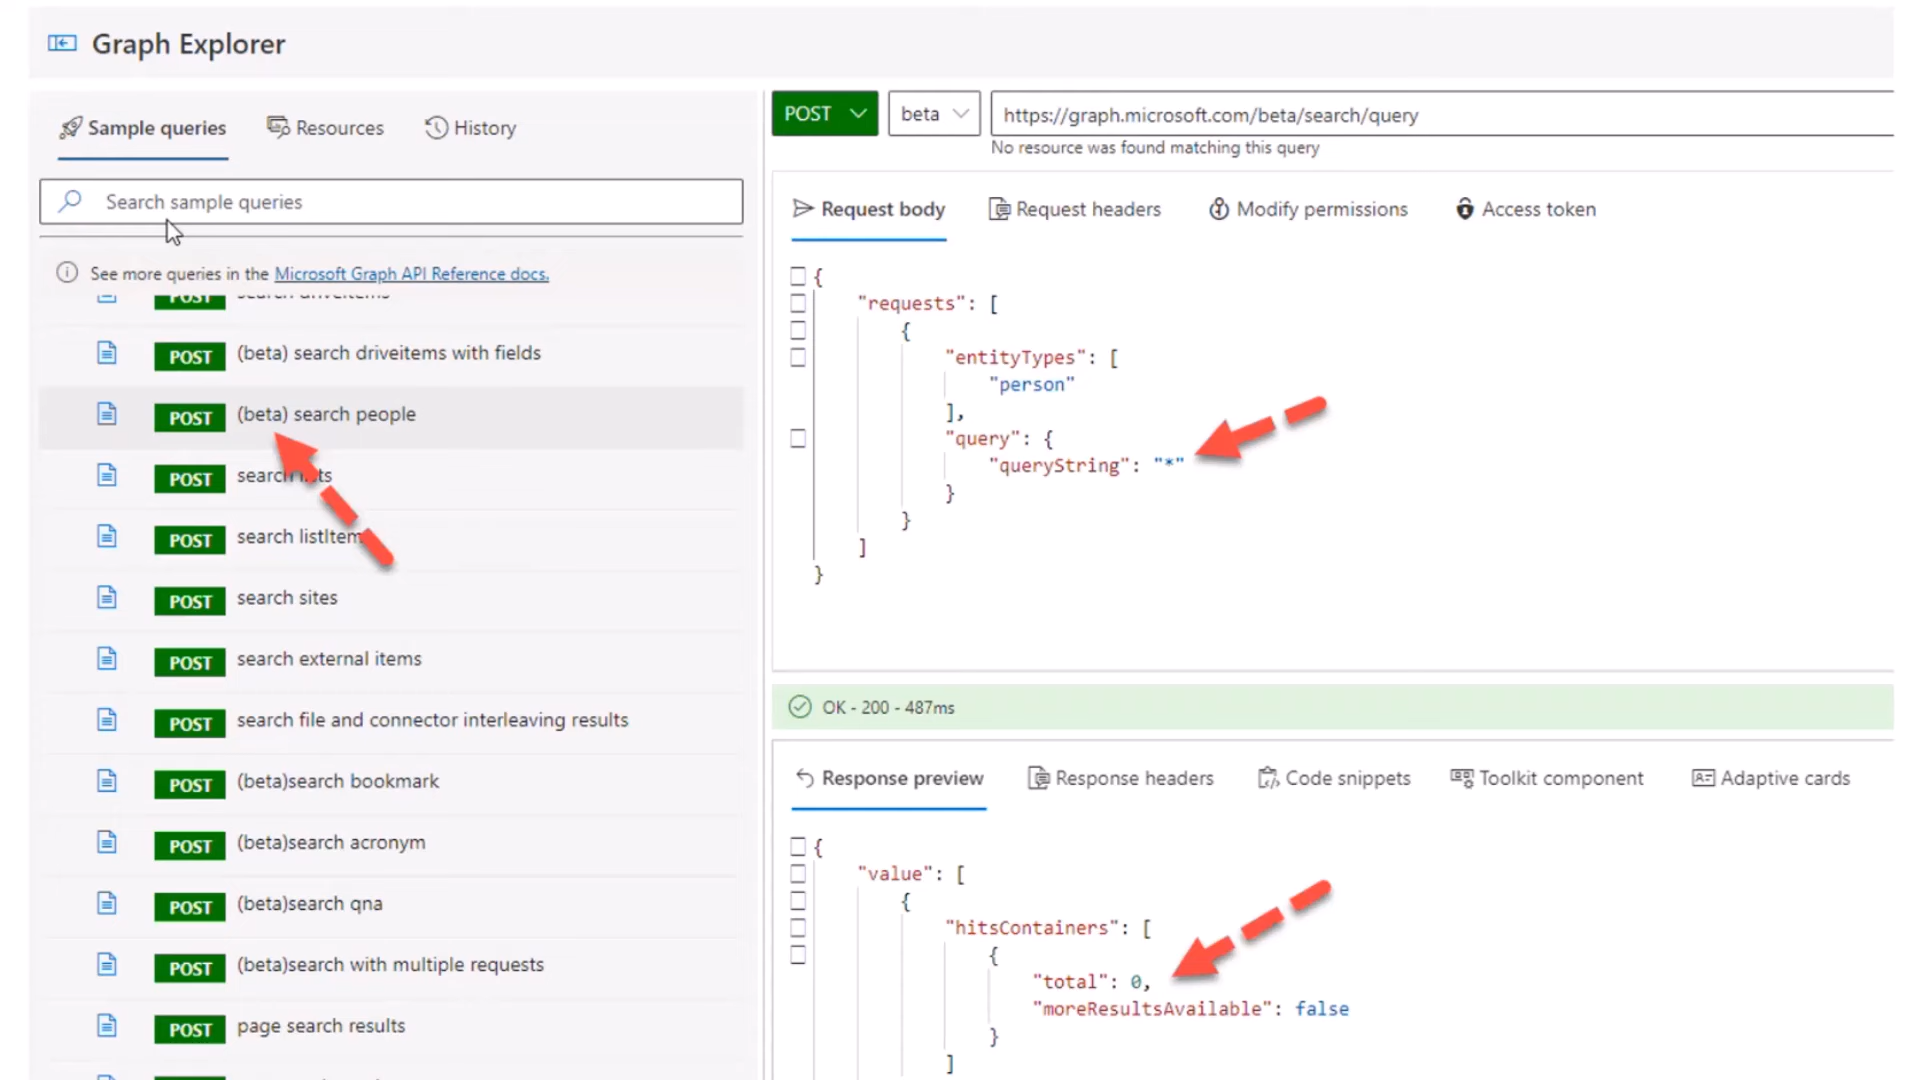 Graph Explorer
Sample queries
Resources
History
Search sample queries
See more queries in the Microsoft Graph API Reference docs.
POST search driveitems
POST (beta) search driveitems with fields
POST (beta) search people
POST search lists
POST search listItem
POST search sites
POST search external items
POST search file and connector interleaving results
POST (beta)search bookmark
POST (beta)search acronym
POST (beta)search qna
POST (beta)search with multiple requests
POST page search results
POST beta https://graph.microsoft.com/beta/search/query
No resource was found matching this query
Request body
Request headers
Modify permissions
Access token
{
"requests": [
{
"entityTypes": [
"person"
],
"query": {
"queryString": "*"
}
}
]
}
OK - 200 - 487ms
Response preview
Response headers
Code snippets
Toolkit component
Adaptive cards
{
"value": [
{
"hitsContainers": [
{
"total": 0,
"moreResultsAvailable": false
}
]